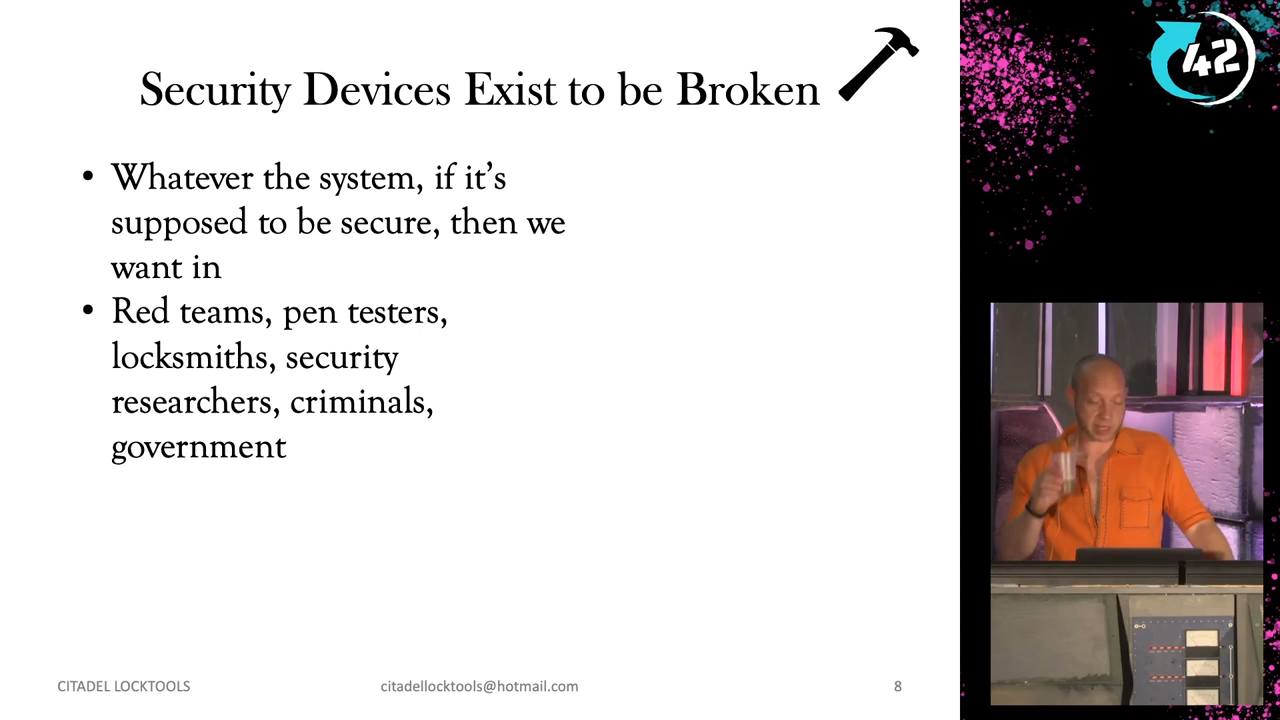 Security Devices Exist to be Broken
• Whatever the system, if it's
supposed to be secure, then we
want in
• Red teams, pen testers,
locksmiths, security
researchers, criminals,
government
CITADEL LOCKTOOLS
citadellocktools@hotmail.com
8
42